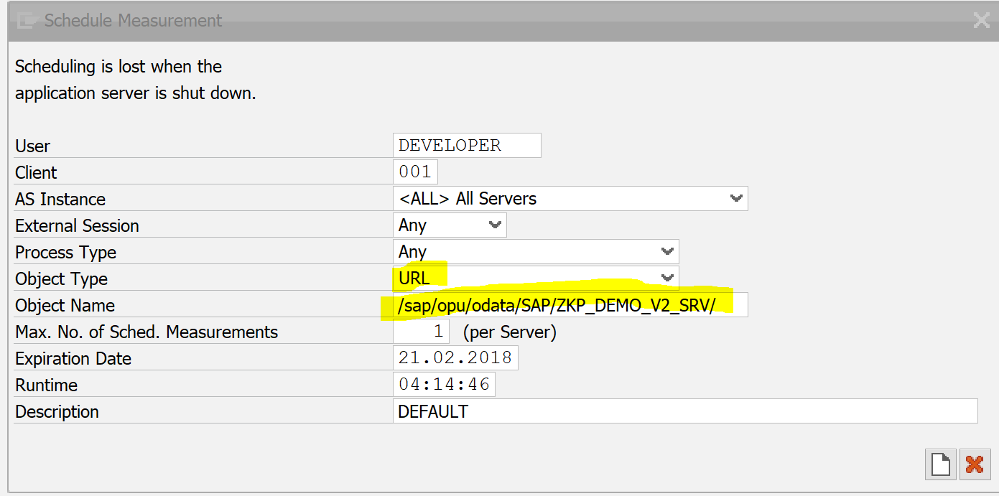 Schedule Measurement
Scheduling is lost when the
application server is shut down.
User DEVELOPER
Client 001
AS Instance <ALL> All Servers
External Session Any
Process Type Any
Object Type URL
Object Name /sap/opu/odata/SAP/ZKP_DEMO_V2_SRV/
Max. No. of Sched. Measurements 1 (per Server)
Expiration Date 21.02.2018
Runtime 04:14:46
Description DEFAULT